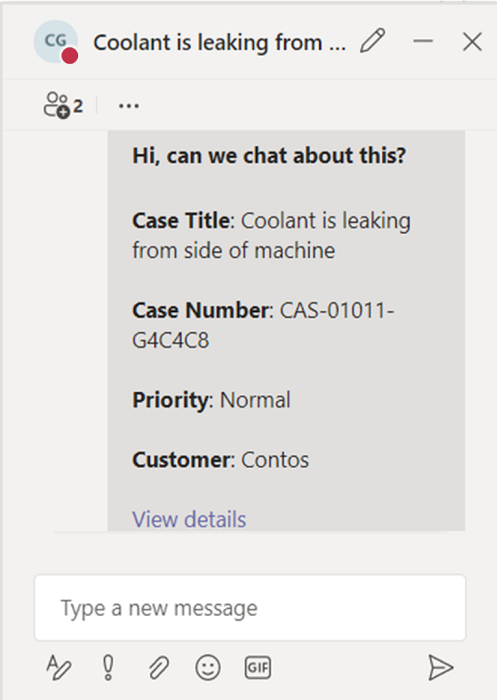 CG Coolant is leaking from ...
2
Hi, can we chat about this?
Case Title: Coolant is leaking
from side of machine
Case Number: CAS-01011-
G4C4C8
Priority: Normal
Customer: Contos
View details
Type a new message
GIF